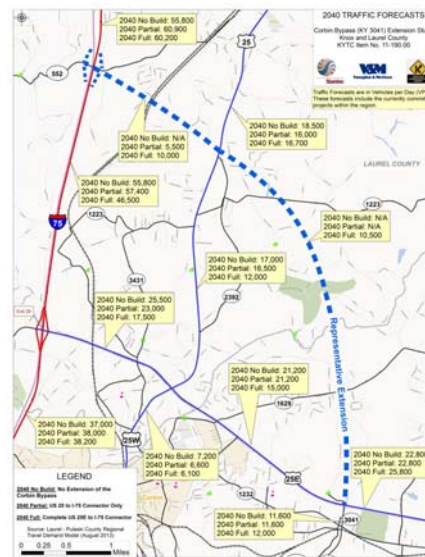 2040 TRAFFIC FORECASTS
Corbin Bypass (KY 3041) Extension Stu
Knox and Laurel County
KYTC Item No. 11-190.00
Traffic Forecasts are in Vehicles per Day (VP
These forecasts include the currently commit
projects within the region.
2040 No Build: 55,800
2040 Partial: 60,900
2040 Full: 60,200
25
552
2040 No Build: N/A
2040 Partial: 5,500
2040 Full: 10,000
2040 No Build: 18,500
2040 Partial: 16,000
2040 Full: 16,700
LAUREL COUNTY
2040 No Build: 55,800
2040 Partial: 57,400
2040 Full: 46,500
1223
1223
75
2040 No Build: N/A
2040 Partial: N/A
2040 Full: 10,500
2040 No Build: 17,000
2040 Partial: 16,500
2040 Full: 12,000
3431
2392
2040 No Build: 25,500
2040 Partial: 23,000
2040 Full: 17,500
Representative Extension
2040 No Build: 21,200
2040 Partial: 21,200
2040 Full: 15,000
1629
2040 No Build: 37,000
2040 Partial: 38,000
2040 Full: 38,200
25W
2040 No Build: 7,200
2040 Partial: 6,600
2040 Full: 6,100
25E
1232
2040 No Build: 22,800
2040 Partial: 22,800
2040 Full: 25,800
2040 No Build: 11,600
2040 Partial: 11,600
2040 Full: 12,000
3041
LEGEND
2040 No Build: No Extension of the
Corbin Bypass
2040 Partial: US 25 to I-75 Connector Only
2040 Full: Complete US 25E to I-75 Connector
Source: Laurel - Pulaski County Regional
Travel Demand Model (August 2013)
0 0.25 0.5 1
Miles